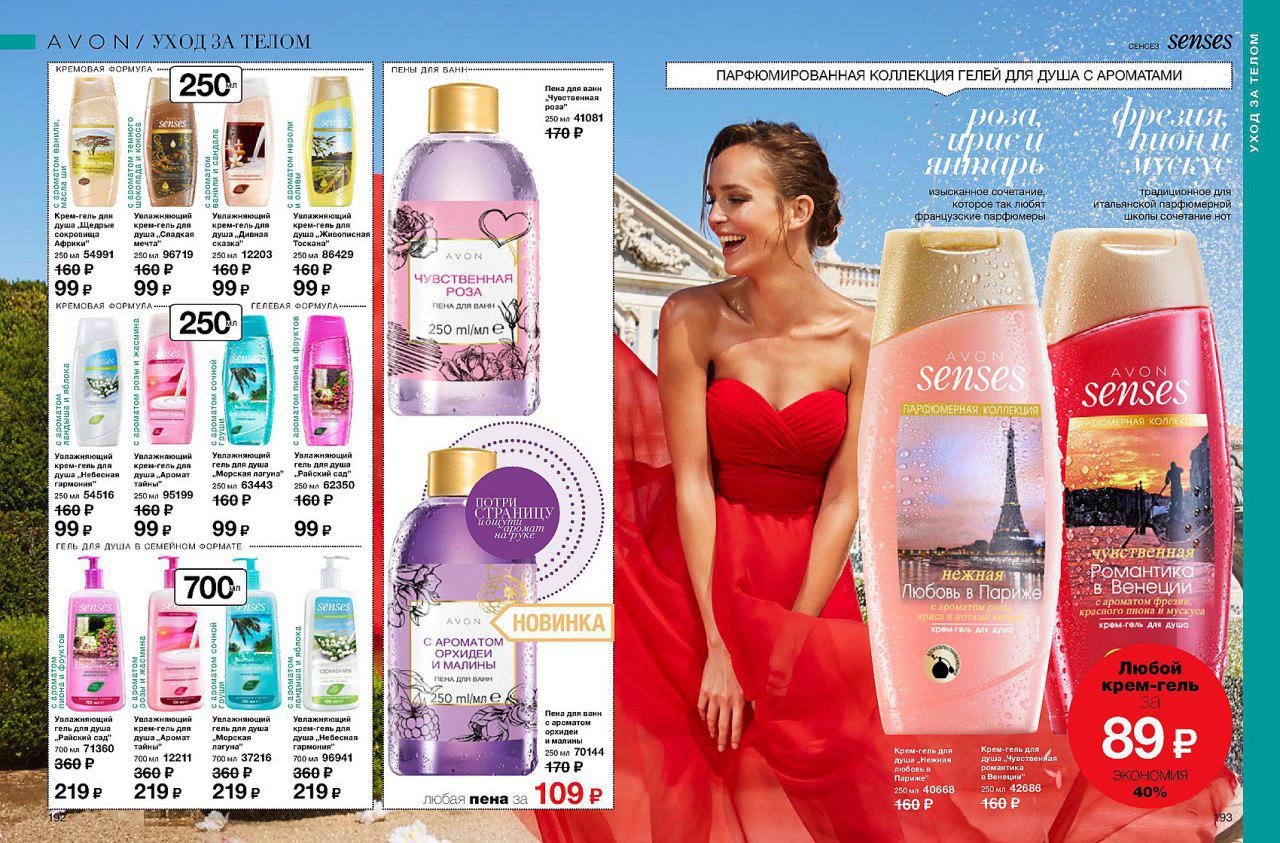 AVON / УХОД ЗА ТЕЛОМ
КРЕМОВАЯ ФОРМУЛА
250 мл
с ароматом ванили,
масла ши
с ароматом темного
шоколада и кокоса
с ароматом
ванили и сандала
с ароматом нероли
и оливы
senses
senses
Мечта
senses
senses
Крем-гель для
душа „Щедрые
сокровища
Африки"
250 мл 54991
160 ₽
99 ₽
Увлажняющий
крем-гель для
душа „Сладкая
мечта"
250 мл 96719
160 ₽
99 ₽
Увлажняющий
крем-гель для
душа „Дивная
сказка"
250 мл 12203
160 ₽
99 ₽
Увлажняющий
крем-гель для
душа „Живописная
Тоскана"
250 мл 86429
160 ₽
99 ₽
КРЕМОВАЯ ФОРМУЛА
250 мл
ГЕЛЕВАЯ ФОРМУЛА
с ароматом
ландыша и яблока
с ароматом розы и жасмина
с ароматом сочной
груши
с ароматом пиона и фруктов
senses
гармония
senses
senses
senses
Увлажняющий
крем-гель для
душа „Небесная
гармония"
250 мл 54516
160 ₽
99 ₽
Увлажняющий
крем-гель для
душа „Аромат
тайны"
250 мл 95199
160 ₽
99 ₽
Увлажняющий
гель для душа
„Морская лагуна"
250 мл 63443
160 ₽
99 ₽
Увлажняющий
гель для душа
„Райский сад"
250 мл 62350
160 ₽
99 ₽
ГЕЛЬ ДЛЯ ДУША В СЕМЕЙНОМ ФОРМАТЕ
700 мл
с ароматом
пиона и фруктов
с ароматом
розы и жасмина
с ароматом сочной
груши
с ароматом
ландыша и яблока
senses
senses
senses
senses
гармония
Увлажняющий
гель для душа
„Райский сад"
700 мл 71360
360 ₽
219 ₽
Увлажняющий
крем-гель для
душа „Аромат
тайны"
700 мл 12211
360 ₽
219 ₽
Увлажняющий
гель для душа
„Морская
лагуна"
700 мл 37216
360 ₽
219 ₽
Увлажняющий
крем-гель для
душа „Небесная
гармония"
700 мл 96941
360 ₽
219 ₽
192
ПЕНЫ ДЛЯ ВАНН
Пена для ванн
„Чувственная
роза"
250 мл 41081
170 ₽
AVON
ЧУВСТВЕННАЯ
РОЗА
ПЕНА ДЛЯ ВАНН
250 ml/мл ℮
ПОТРИ
СТРАНИЦУ
и ощути
аромат
на руке
НОВИНКА
AVON
С АРОМАТОМ
ОРХИДЕИ
И МАЛИНЫ
ПЕНА ДЛЯ ВАНН
250 ml/мл ℮
Пена для ванн
с ароматом
орхидеи
и малины
250 мл 70144
170 ₽
любая пена за 109 ₽
СЕНСЕЗ senses
УХОД ЗА ТЕЛОМ
ПАРФЮМИРОВАННАЯ КОЛЛЕКЦИЯ ГЕЛЕЙ ДЛЯ ДУША С АРОМАТАМИ
роза,
ирис и
янтарь
изысканное сочетание,
которое так любят
французские парфюмеры
фрезия,
пион и
мускус
традиционное для
итальянской парфюмерной
школы сочетание нот
AVON
senses
ПАРФЮМЕРНАЯ КОЛЛЕКЦИЯ
нежная
Любовь в Париже
с ароматом розы
ириса и нотами янтаря
крем-гель для душа
AVON
senses
ПАРФЮМЕРНАЯ КОЛЛЕКЦИЯ
чувственная
Романтика
в Венеции
с ароматом фрезии,
красного пиона и мускуса
крем-гель для душа
Крем-гель для
душа „Нежная
любовь в
Париже"
250 мл 40668
160 ₽
Крем-гель для
душа „Чувственная
романтика
в Венеции"
250 мл 42686
160 ₽
Любой
крем-гель
за
89 ₽
ЭКОНОМИЯ
40%
193